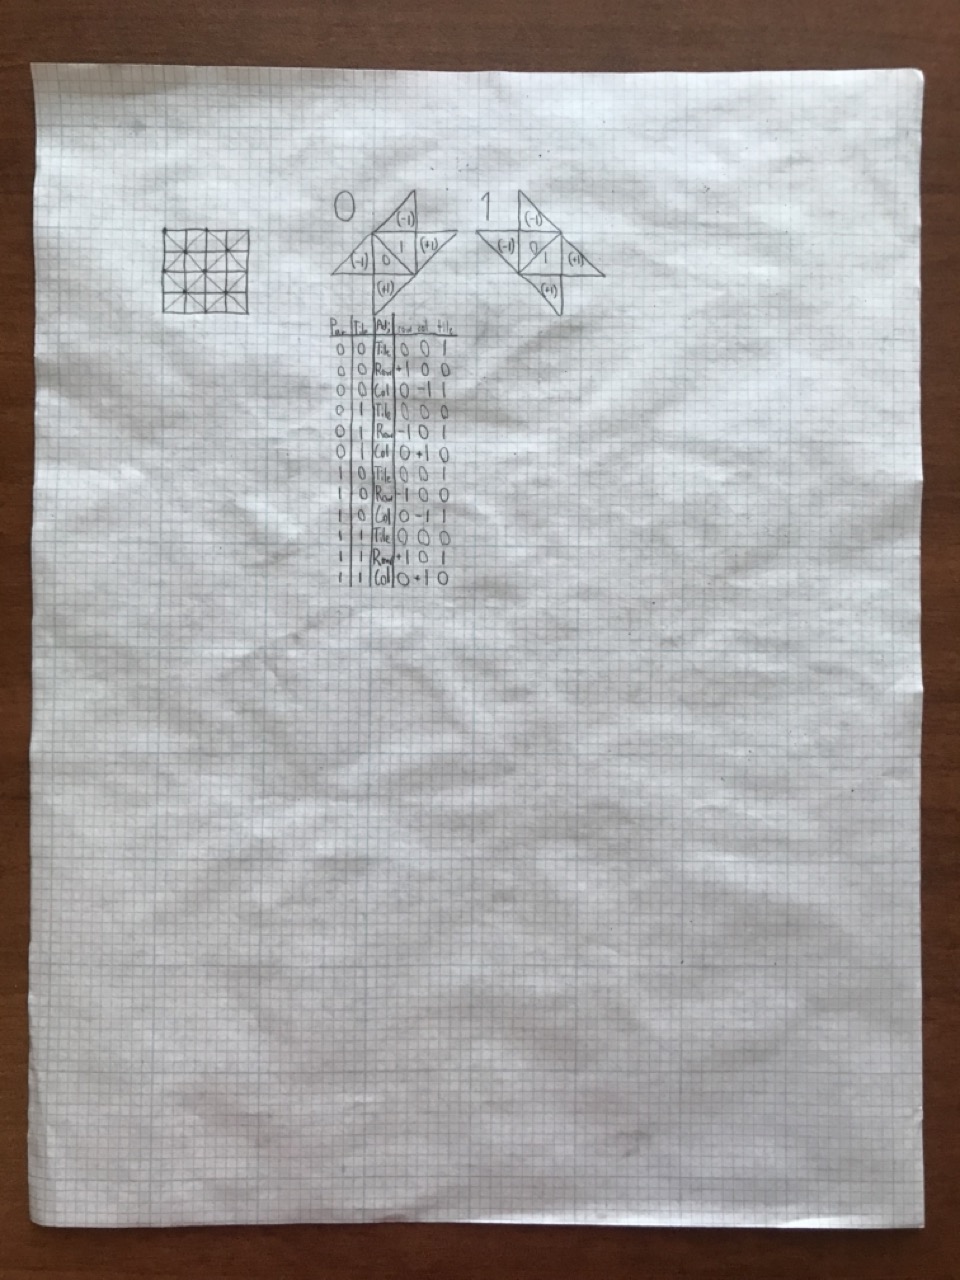 0 (-1) 1 (-1)
(-1) 0 1 (+1) (-1) 0 1 (+1)
(+1) (+1)
Par Tile Adj row col tile
0 0 Tile 0 0 1
0 0 Row +1 0 0
0 0 Col 0 -1 1
0 1 Tile 0 0 0
0 1 Row -1 0 1
0 1 Col 0 +1 0
1 0 Tile 0 0 1
1 0 Row -1 0 0
1 0 Col 0 -1 1
1 1 Tile 0 0 0
1 1 Row +1 0 1
1 1 Col 0 +1 0